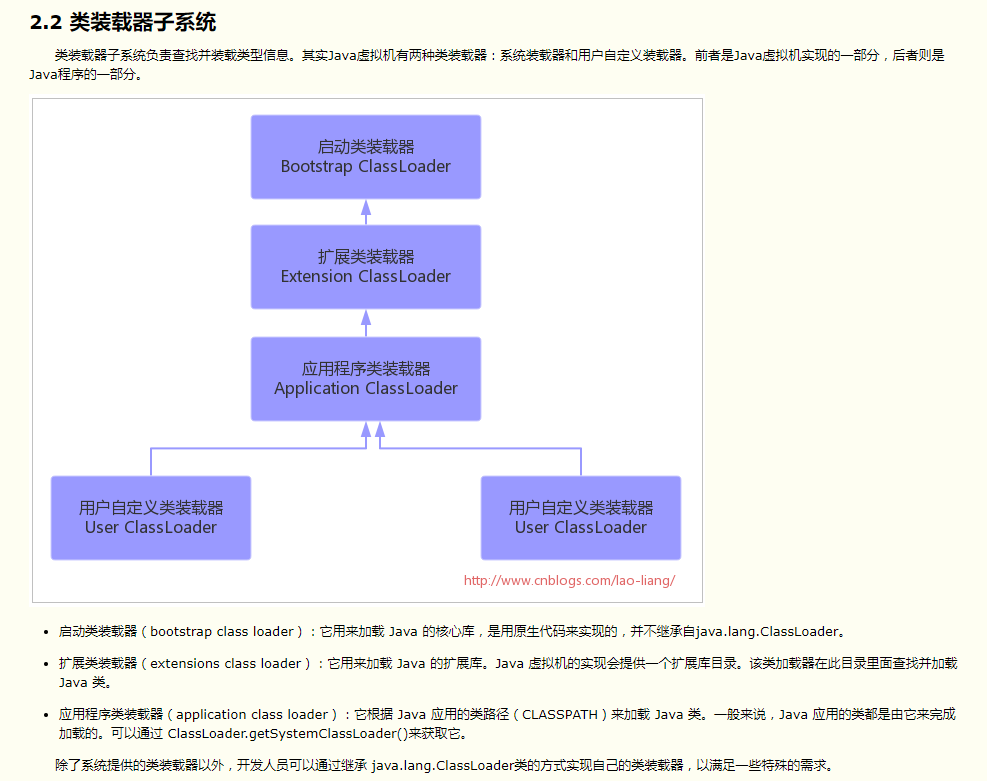 2.2 类装载器子系统
类装载器子系统负责查找并装载类型信息。其实Java虚拟机有两种类装载器：系统装载器和用户自定义装载器。前者是Java虚拟机实现的一部分，后者则是
Java程序的一部分。
启动类装载器
Bootstrap ClassLoader
扩展类装载器
Extension ClassLoader
应用程序类装载器
Application ClassLoader
用户自定义类装载器
User ClassLoader
用户自定义类装载器
User ClassLoader
http://www.cnblogs.com/lao-liang/
• 启动类装载器（bootstrap class loader）：它用来加载 Java 的核心库，是用原生代码来实现的，并不继承自java.lang.ClassLoader。
• 扩展类装载器（extensions class loader）：它用来加载 Java 的扩展库。Java 虚拟机的实现会提供一个扩展库目录。该类加载器在此目录里面查找并加载
Java 类。
• 应用程序类装载器（application class loader）：它根据 Java 应用的类路径（CLASSPATH）来加载 Java 类。一般来说，Java 应用的类都是由它来完成
加载的。可以通过 ClassLoader.getSystemClassLoader()来获取它。
除了系统提供的类装载器以外，开发人员可以通过继承 java.lang.ClassLoader类的方式实现自己的类装载器，以满足一些特殊的需求。